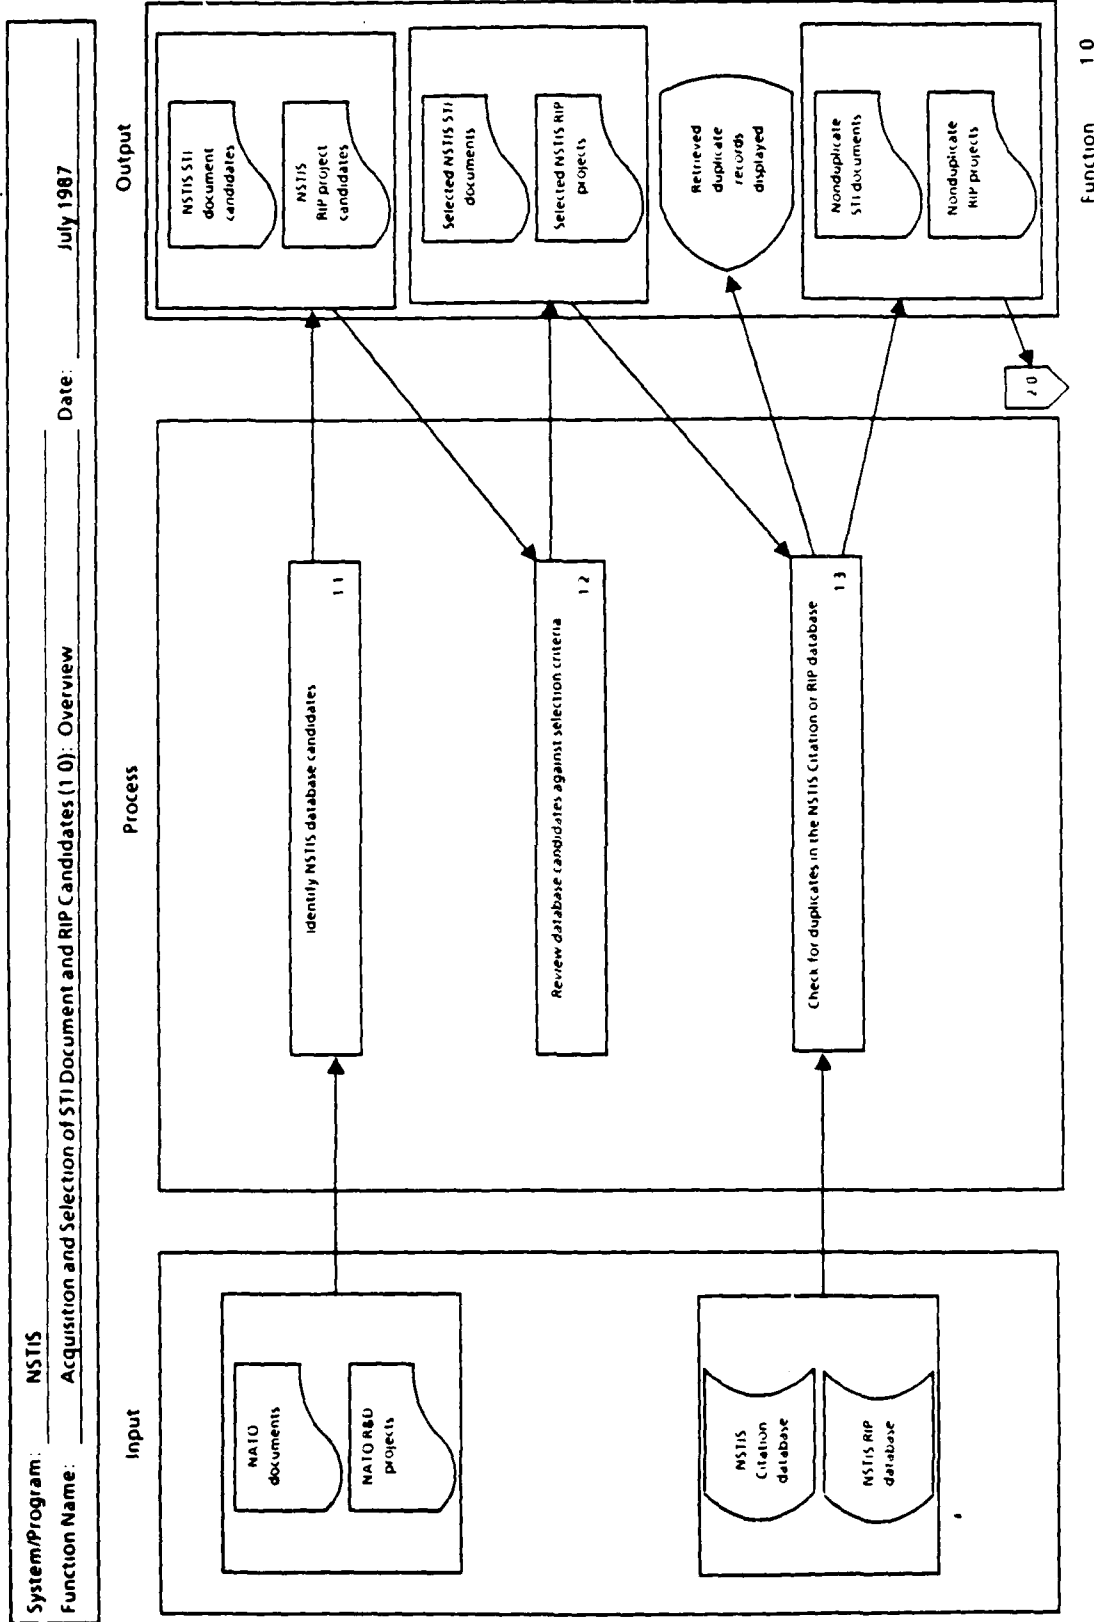 System/Program: NSTIS
Function Name: Acquisition and Selection of STI Document and RIP Candidates (1 0): Overview
Date: July 1987
Input
Process
Output
NATO
documents
NATO R&D
projects
NSTIS
Citation
database
NSTIS RIP
database
Identify NSTIS database candidates
1 1
Review database candidates against selection criteria
1 2
Check for duplicates in the NSTIS Citation or RIP database
1 3
NSTIS STI
document
candidates
NSTIS
RIP project
candidates
Selected NSTIS STI
documents
Selected NSTIS RIP
projects
Retrieved
duplicate
records
displayed
Nonduplicate
STI documents
Nonduplicate
RIP projects
2 0
Function 1 0